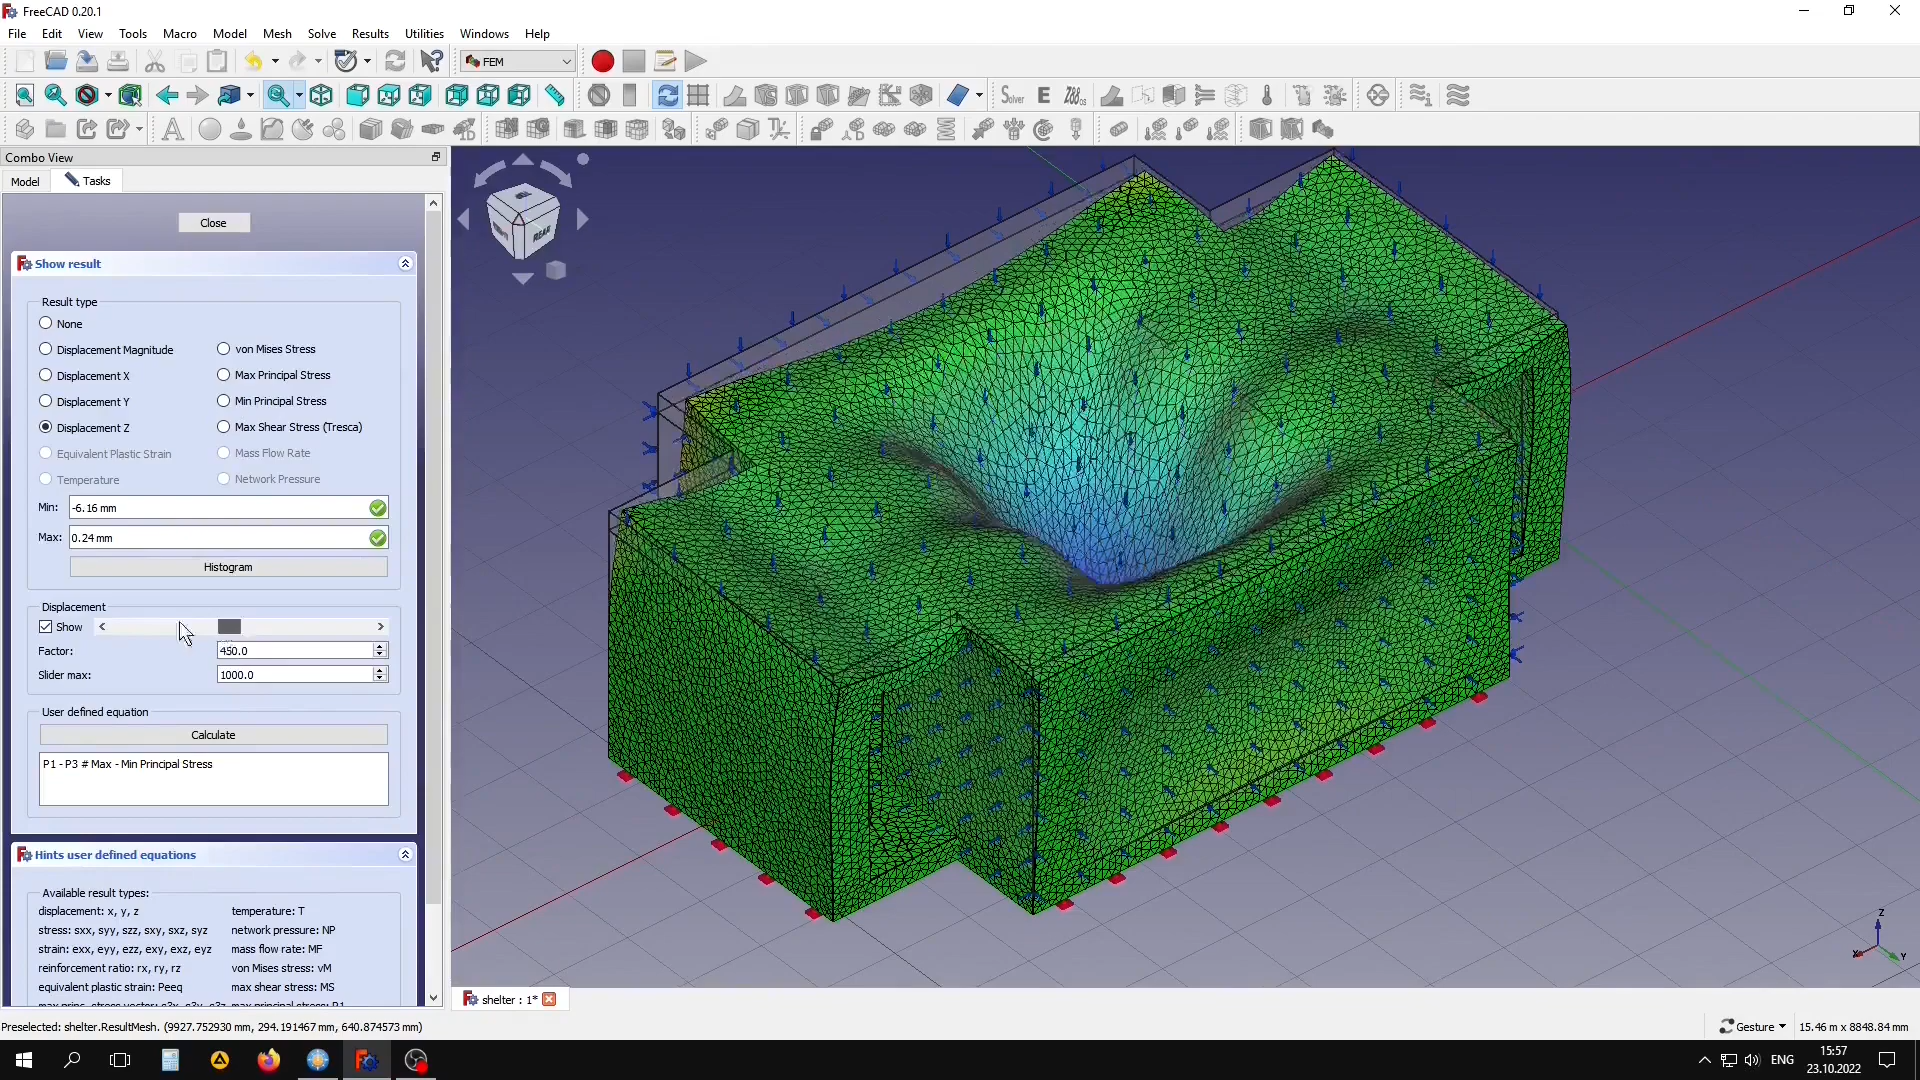 FreeCAD 0.20.1
File Edit View Tools Macro Model Mesh Solve Results Utilities Windows Help
FEM
Solver E Z88os
Combo View
Model Tasks
Close
Show result
Result type
None
Displacement Magnitude von Mises Stress
Displacement X Max Principal Stress
Displacement Y Min Principal Stress
Displacement Z Max Shear Stress (Tresca)
Equivalent Plastic Strain Mass Flow Rate
Temperature Network Pressure
Min: -6.16 mm
Max: 0.24 mm
Histogram
Displacement
Show
Factor: 450.0
Slider max: 1000.0
User defined equation
Calculate
P1 - P3 # Max - Min Principal Stress
Hints user defined equations
Available result types:
displacement: x, y, z temperature: T
stress: sxx, syy, szz, sxy, sxz, syz network pressure: NP
strain: exx, eyy, ezz, exy, exz, eyz mass flow rate: MF
reinforcement ratio: rx, ry, rz von Mises stress: vM
equivalent plastic strain: Peeq max shear stress: MS
REAR
Z
X
Y
shelter : 1*
Preselected: shelter.ResultMesh. (9927.752930 mm, 294.191467 mm, 640.874573 mm)
Gesture 15.46 m x 8848.84 mm
ENG
15:57
23.10.2022